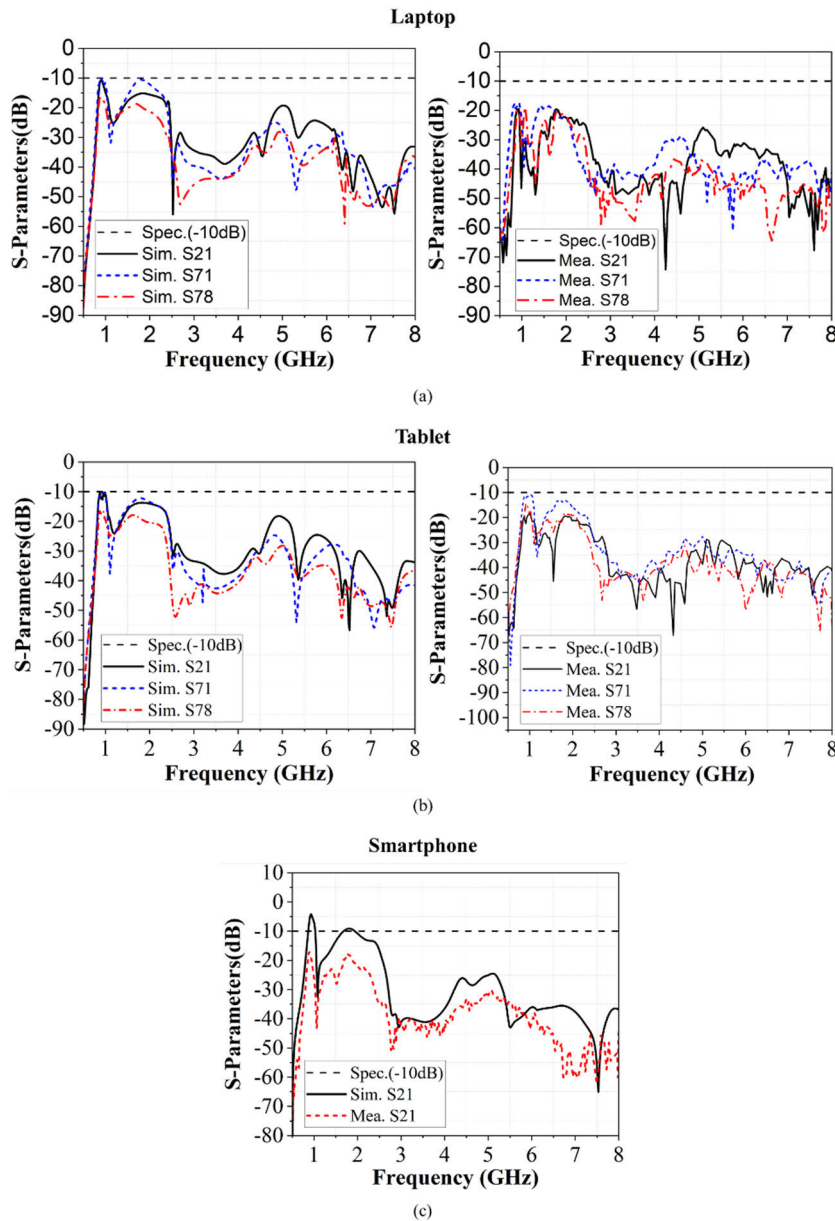 Laptop
0
-10
-20
-30
-40
-50
-60
-70
-80
-90
S-Parameters(dB)
Spec.(-10dB)
Sim. S21
Sim. S71
Sim. S78
1 2 3 4 5 6 7 8
Frequency (GHz)
0
-10
-20
-30
-40
-50
-60
-70
-80
-90
S-Parameters(dB)
Spec.(-10dB)
Mea. S21
Mea. S71
Mea. S78
1 2 3 4 5 6 7 8
Frequency (GHz)
(a)
Tablet
0
-10
-20
-30
-40
-50
-60
-70
-80
-90
S-Parameters(dB)
Spec.(-10dB)
Sim. S21
Sim. S71
Sim. S78
1 2 3 4 5 6 7 8
Frequency (GHz)
0
-10
-20
-30
-40
-50
-60
-70
-80
-90
-100
S-Parameters(dB)
Spec.(-10dB)
Mea. S21
Mea. S71
Mea. S78
1 2 3 4 5 6 7 8
Frequency (GHz)
(b)
Smartphone
10
0
-10
-20
-30
-40
-50
-60
-70
-80
S-Parameters(dB)
Spec.(-10dB)
Sim. S21
Mea. S21
1 2 3 4 5 6 7 8
Frequency (GHz)
(c)